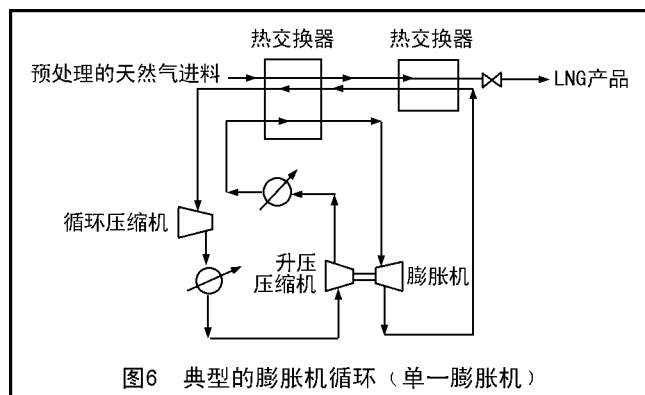 热交换器 热交换器
预处理的天然气进料
LNG产品
循环压缩机
升压
压缩机
膨胀机
图6 典型的膨胀机循环（单一膨胀机）